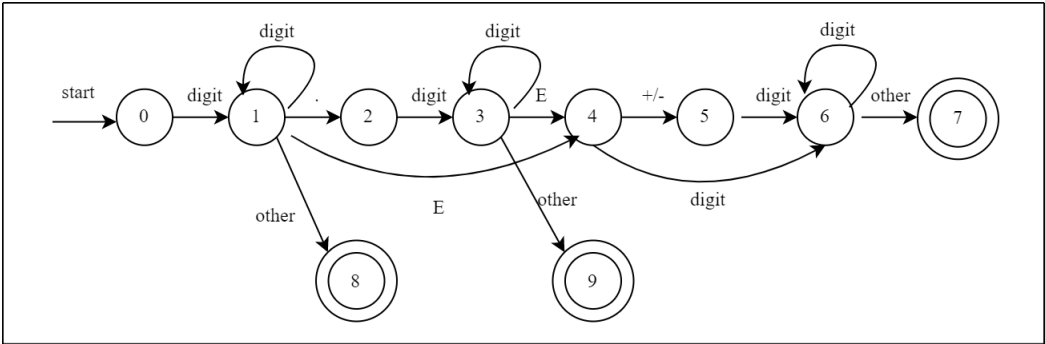 digit digit digit
start digit . digit E +/- digit other
0 1 2 3 4 5 6 7
other E other digit
8 9